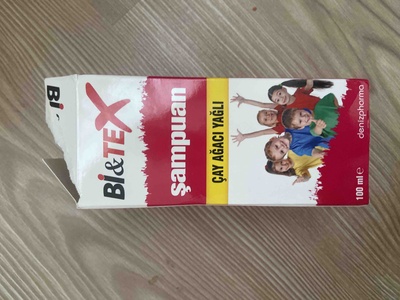 Bi&TEX
şampuan
ÇAY AĞACI YAĞLI
denizpharma
100 ml ℮
Bi